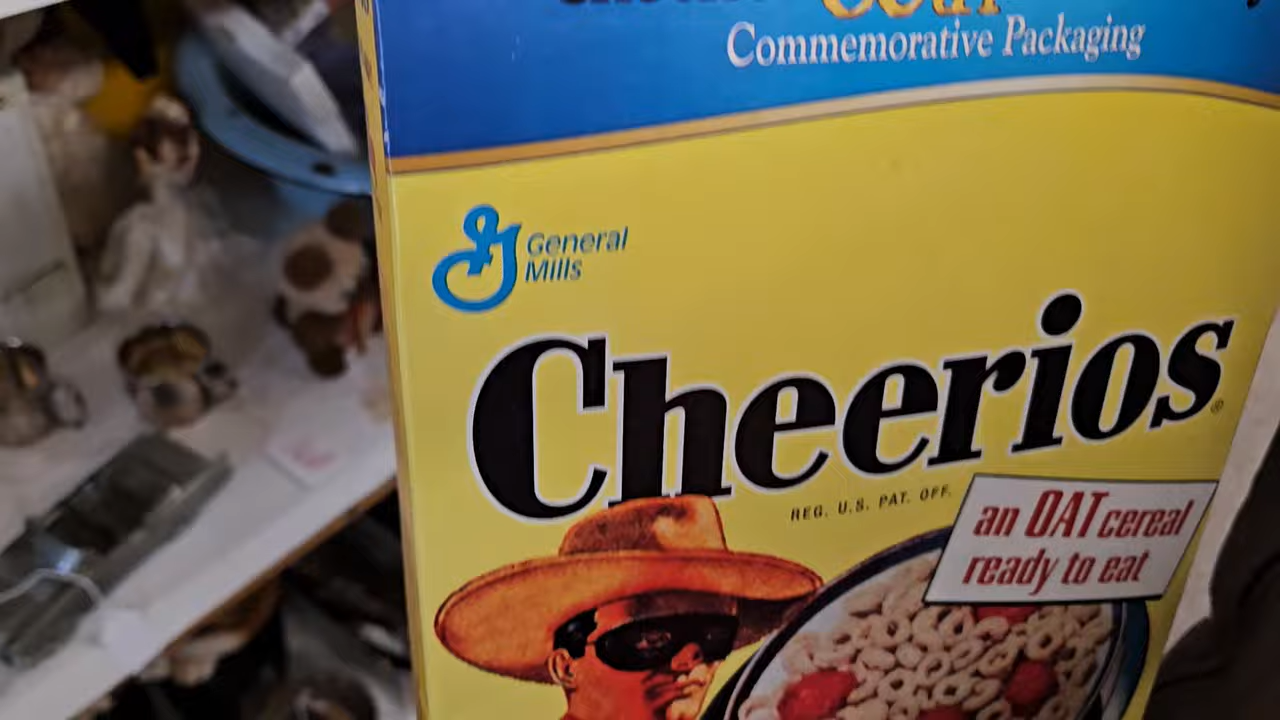 Commemorative Packaging
General
Mills
Cheerios®
REG. U.S. PAT. OFF.
an OAT cereal
ready to eat